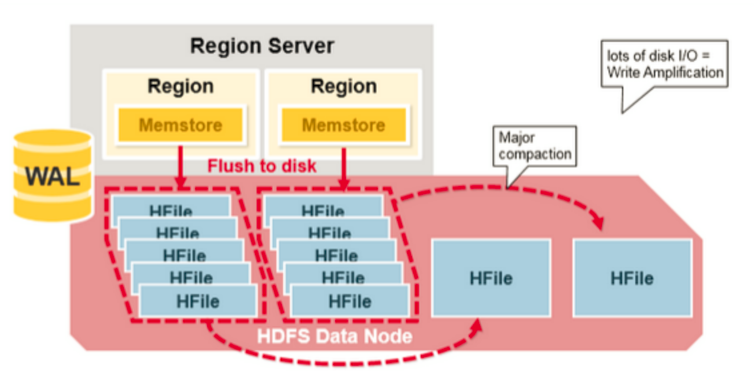 Region Server
Region
Region
Memstore
Memstore
lots of disk I/O =
Write Amplification
Major
compaction
WAL
Flush to disk
HFile
HFile
HFile
HFile
HFile
HFile
HFile
HFile
HFile
HFile
HFile
HFile
HDFS Data Node